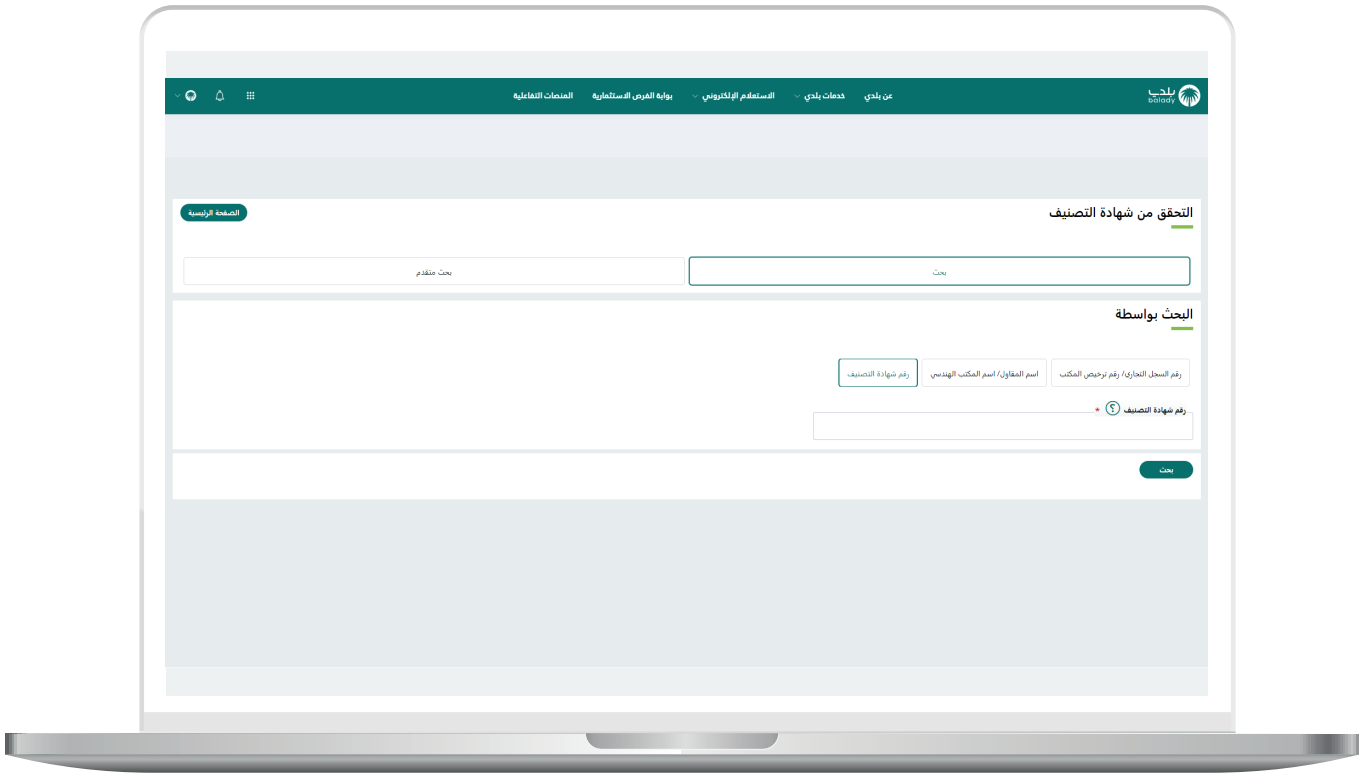 بلدي
balady
عن بلدي
خدمات بلدي
الاستعلام الإلكتروني
بوابة الفرص الاستثمارية
المنصات التفاعلية
التحقق من شهادة التصنيف
الصفحة الرئيسية
بحث
بحث متقدم
البحث بواسطة
رقم السجل التجاري/ رقم ترخيص المكتب
اسم المقاول/ اسم المكتب الهندسي
رقم شهادة التصنيف
رقم شهادة التصنيف ؟ *
بحث